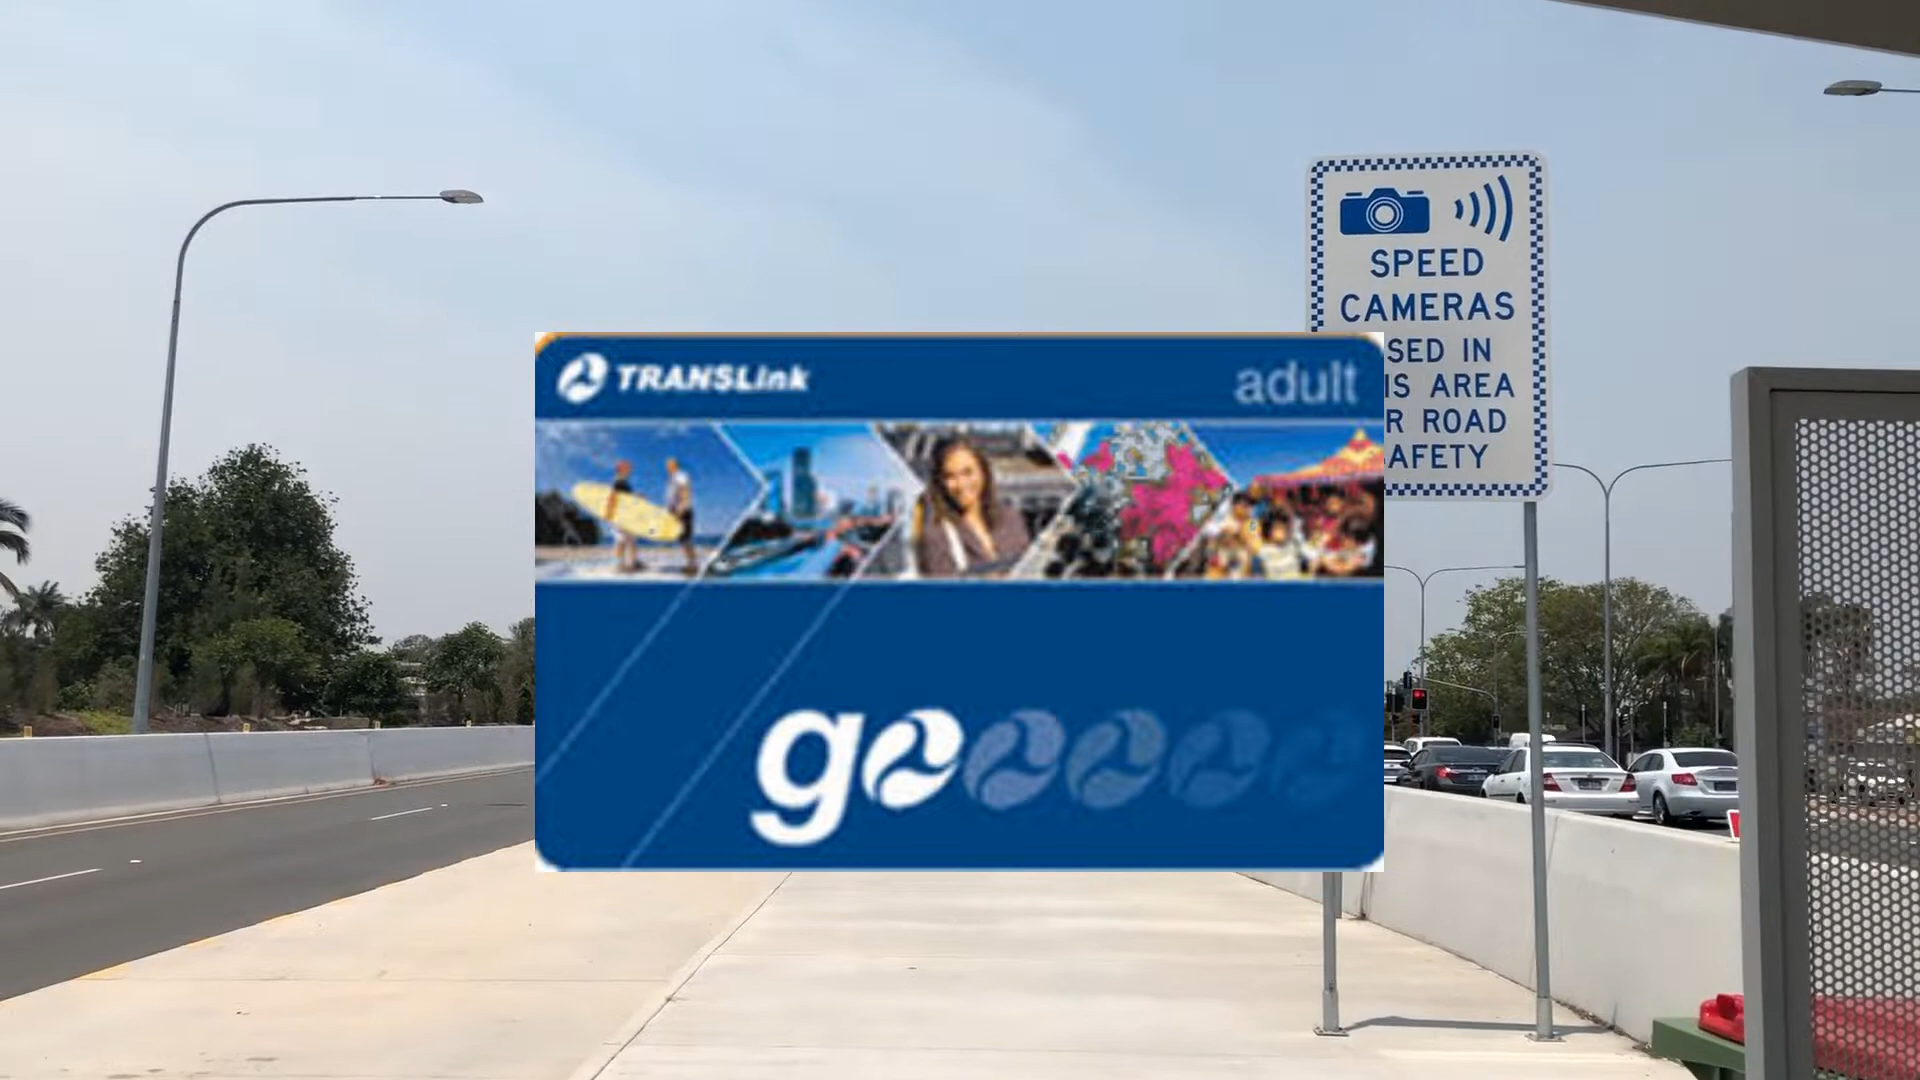 SPEED
CAMERAS
SED IN
IS AREA
R ROAD
AFETY
TRANSLink
adult
go